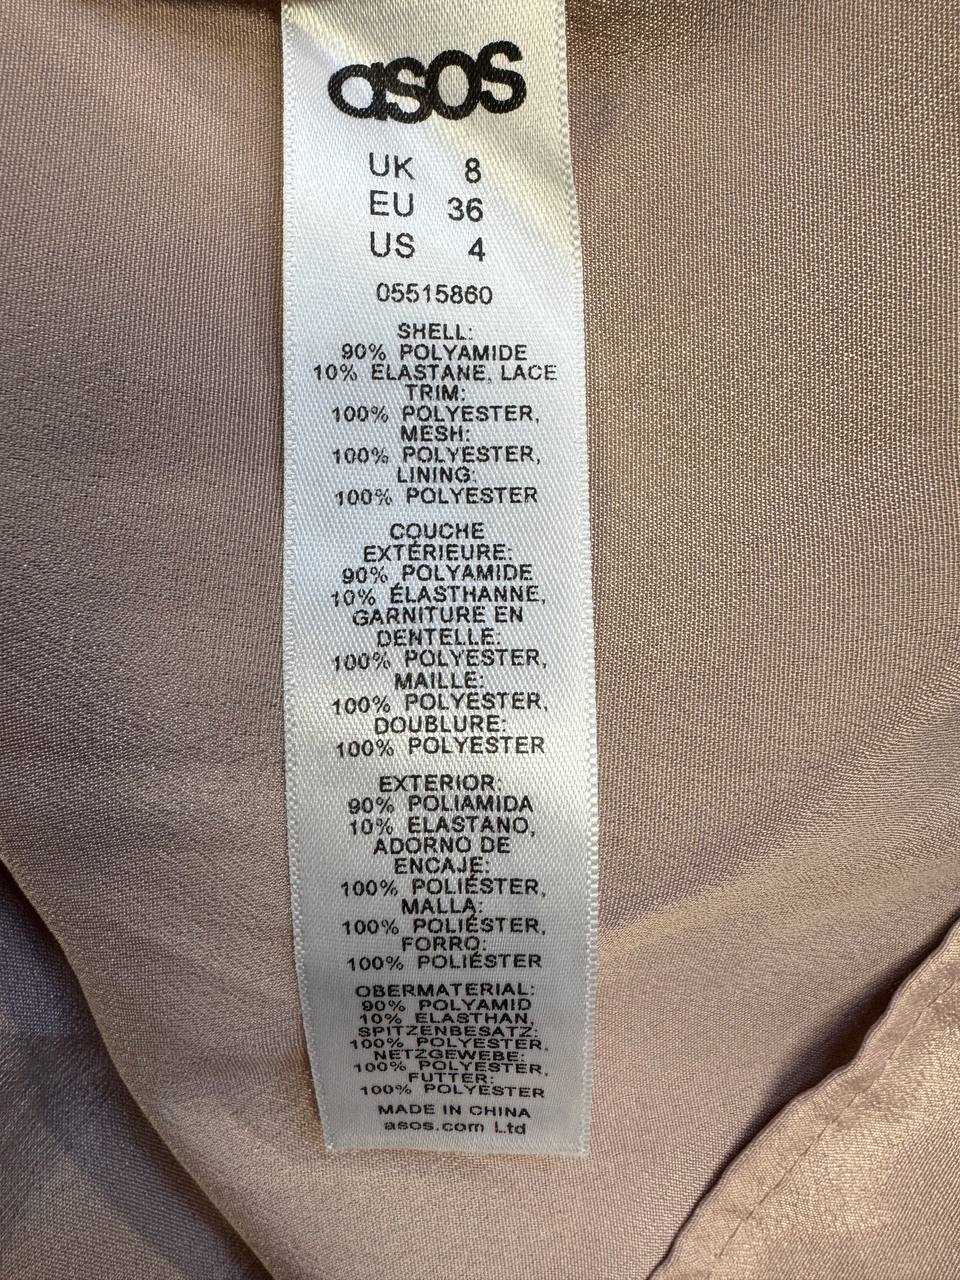 asos
UK 8
EU 36
US 4
05515860
SHELL:
90% POLYAMIDE
10% ELASTANE, LACE
TRIM:
100% POLYESTER,
MESH:
100% POLYESTER,
LINING:
100% POLYESTER
COUCHE
EXTÉRIEURE:
90% POLYAMIDE
10% ÉLASTHANNE,
GARNITURE EN
DENTELLE:
100% POLYESTER,
MAILLE:
100% POLYESTER,
DOUBLURE:
100% POLYESTER
EXTERIOR:
90% POLIAMIDA
10% ELASTANO,
ADORNO DE
ENCAJE:
100% POLIÉSTER,
MALLA:
100% POLIÉSTER,
FORRO:
100% POLIÉSTER
OBERMATERIAL:
90% POLYAMID
10% ELASTHAN,
SPITZENBESATZ:
100% POLYESTER,
NETZGEWEBE:
100% POLYESTER,
FUTTER:
100% POLYESTER
MADE IN CHINA
asos.com Ltd